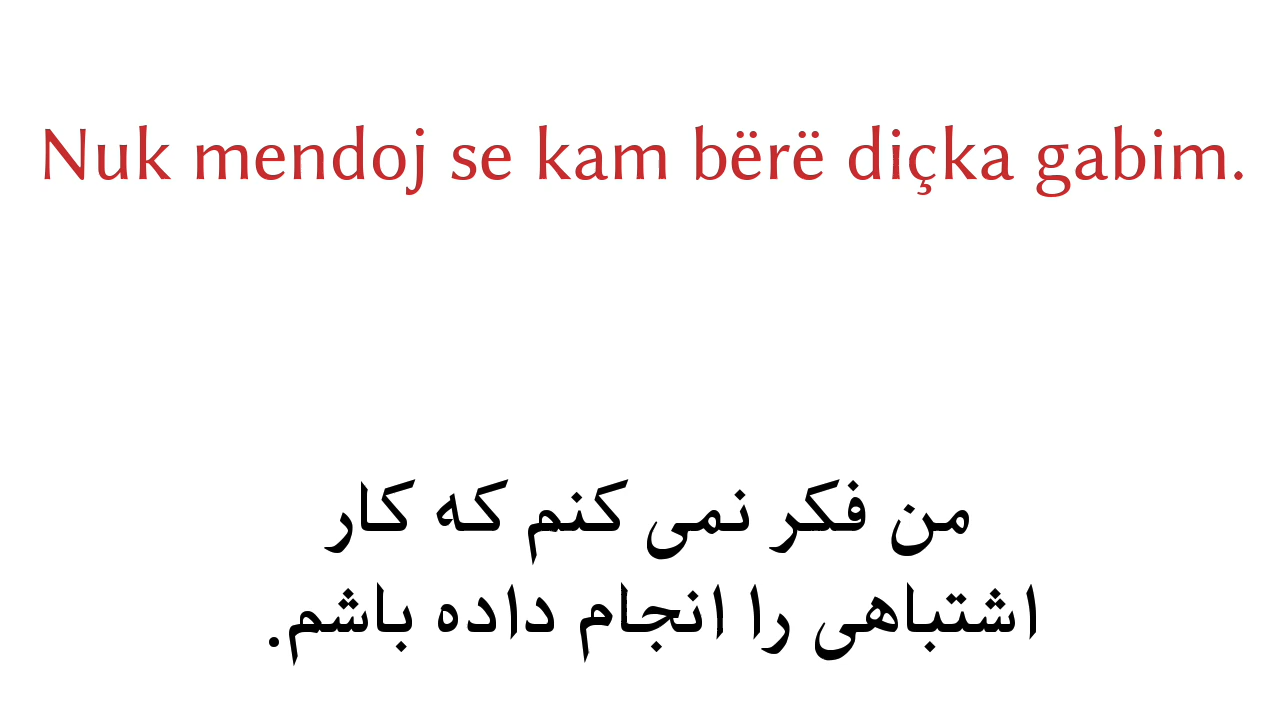 Nuk mendoj se kam bërë diçka gabim.
من فکر نمی کنم که کار
اشتباهی را انجام داده باشم.